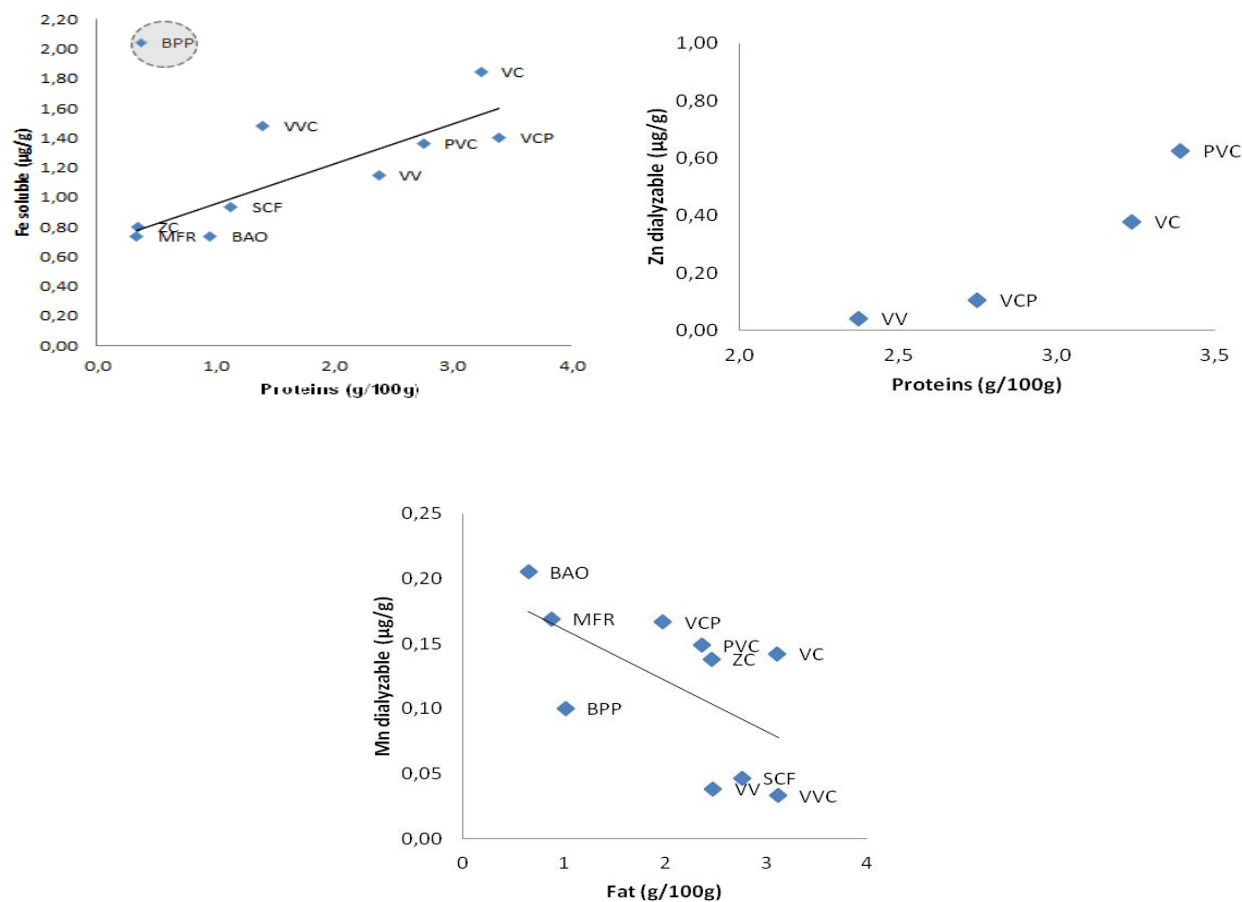 2,20
2,00
1,80
1,60
1,40
1,20
1,00
0,80
0,60
0,40
0,20
0,00
Fe soluble (µg/g)
BPP
VC
VVC
PVC
VCP
VV
SCF
ZC
MFR
BAO
0,0 1,0 2,0 3,0 4,0
Proteins (g/100g)
1,00
0,80
0,60
0,40
0,20
0,00
Zn dialyzable (µg/g)
PVC
VC
VCP
VV
2,0 2,5 3,0 3,5
Proteins (g/100g)
0,25
0,20
0,15
0,10
0,05
0,00
Mn dialyzable (µg/g)
BAO
MFR
VCP
PVC
ZC
VC
BPP
SCF
VV
VVC
0 1 2 3 4
Fat (g/100g)